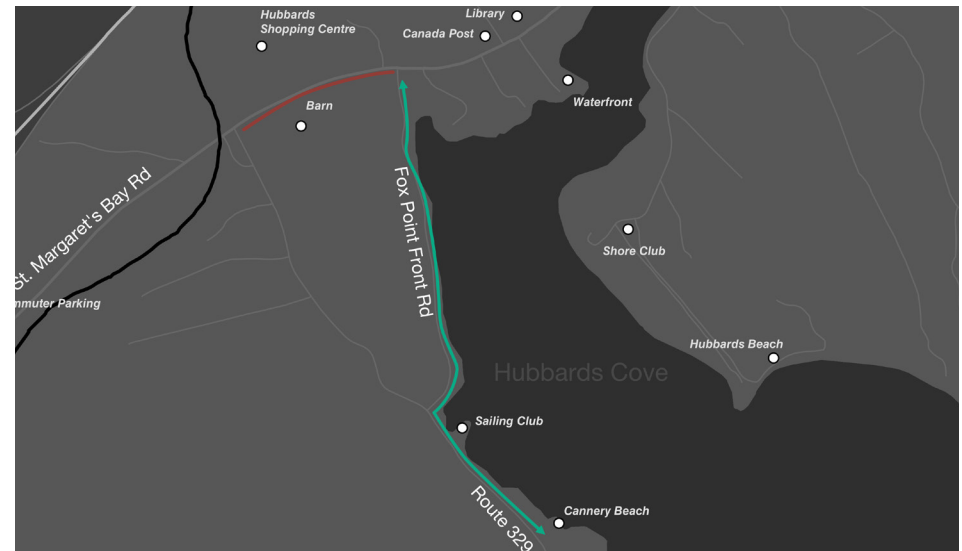 Hubbards
Shopping Centre
Library
Canada Post
Waterfront
Barn
St. Margaret's Bay Rd
Fox Point Front Rd
Shore Club
mmuter Parking
Hubbards Beach
Hubbards Cove
Sailing Club
Route 329
Cannery Beach